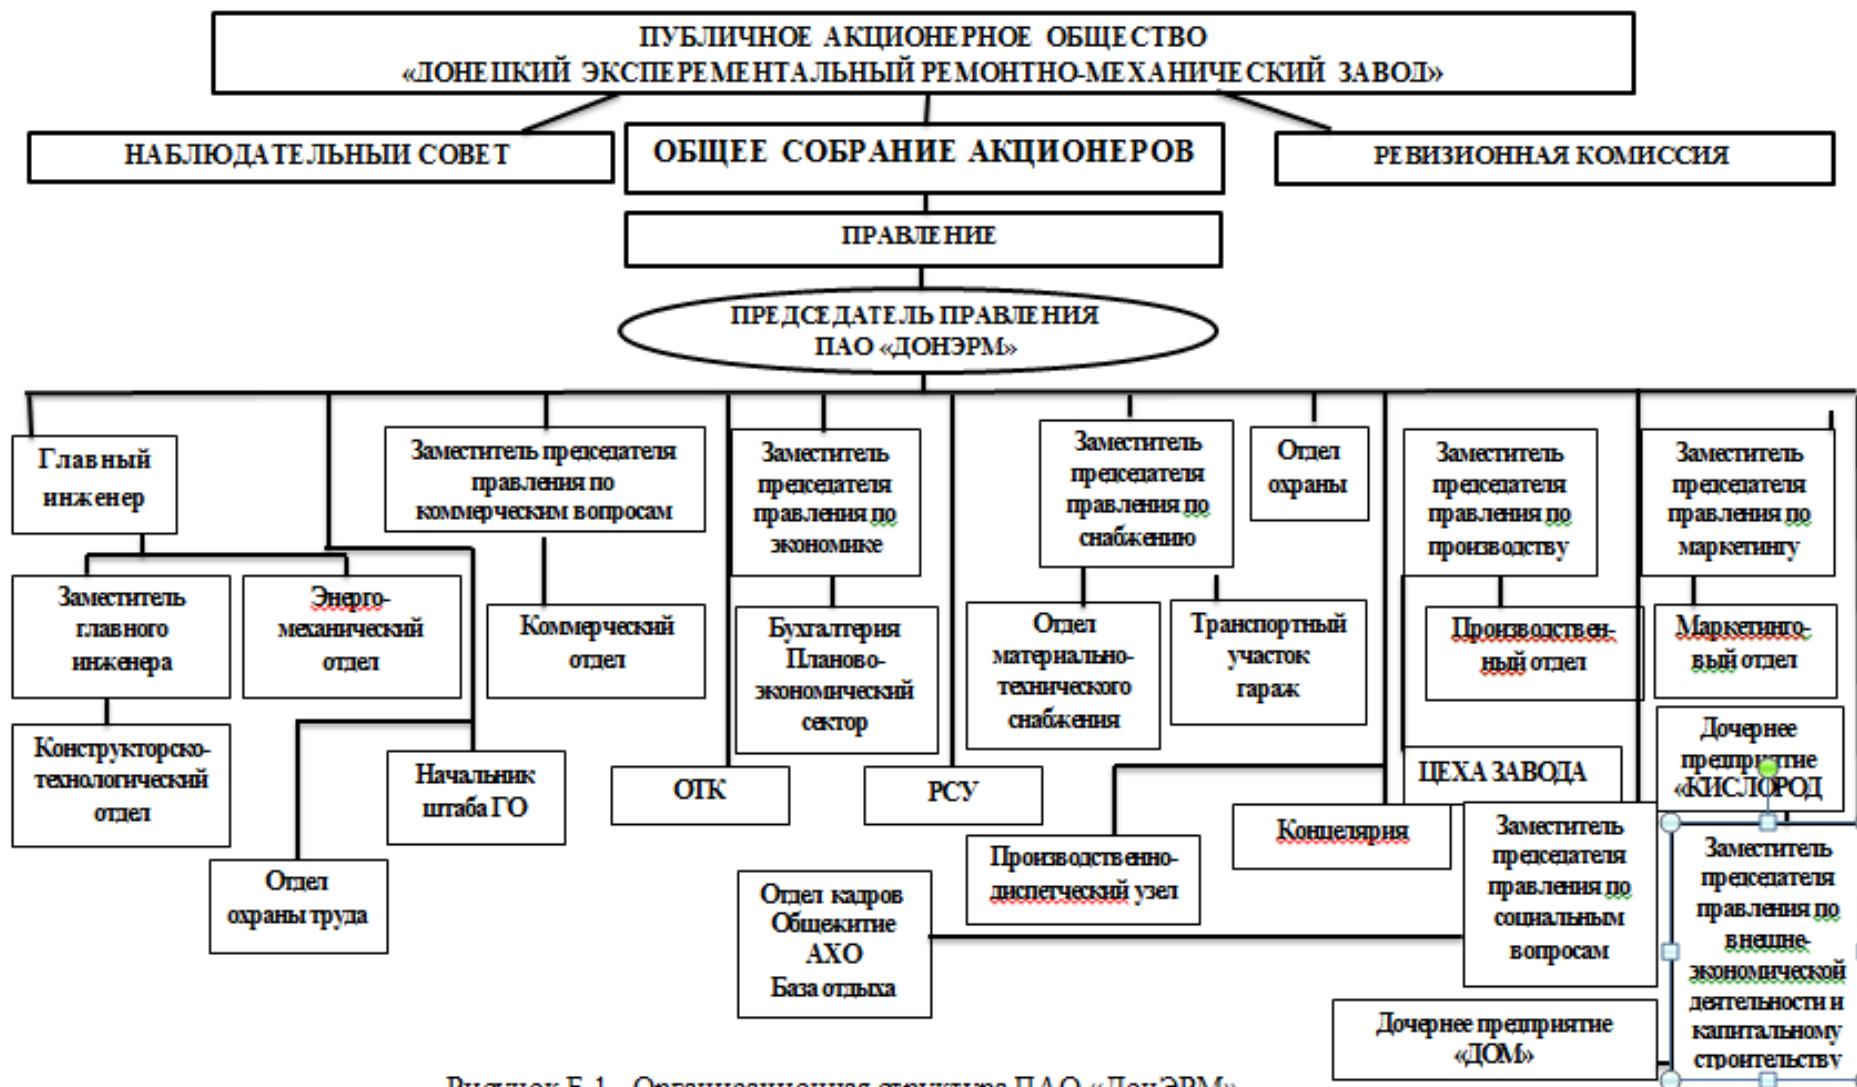 ПУБЛИЧНОЕ АКЦИОНЕРНОЕ ОБЩЕСТВО
«ДОНЕЦКИЙ ЭКСПЕРЕМЕНТАЛЬНЫЙ РЕМОНТНО-МЕХАНИЧЕСКИЙ ЗАВОД»
НАБЛЮДАТЕЛЬНЫЙ СОВЕТ
ОБЩЕЕ СОБРАНИЕ АКЦИОНЕРОВ
РЕВИЗИОННАЯ КОМИССИЯ
ПРАВЛЕНИЕ
ПРЕДСЕДАТЕЛЬ ПРАВЛЕНИЯ
ПАО «ДОНЭРМ»
Главный
инженер
Заместитель председателя
правления по
коммерческим вопросам
Заместитель
председателя
правления по
экономике
Заместитель
председателя
правления по
снабжению
Отдел
охраны
Заместитель
председателя
правления по
производству
Заместитель
председателя
правления по
маркетингу
Заместитель
главного
инженера
Энерго-
механический
отдел
Коммерческий
отдел
Бухгалтерия
Планово-
экономический
сектор
Отдел
материально-
технического
снабжения
Транспортный
участок
гараж
Производствен-
ный отдел
Маркетинго-
вый отдел
Конструкторско-
технологический
отдел
Начальник
штаба ГО
ОТК
РСУ
ЦЕХА ЗАВОДА
Дочернее
предприятие
«КИСЛОРОД
Отдел
охраны труда
Отдел кадров
Общежитие
АХО
База отдыха
Производственно-
диспетческий узел
Концелярия
Заместитель
председателя
правления по
социальным
вопросам
Заместитель
председателя
правления по
внешне-
экономической
деятельности и
капитальному
строительству
Дочернее предприятие
«ДОМ»
Рисунок Б.1 - Организационная структура ПАО «ДонЭРМ»